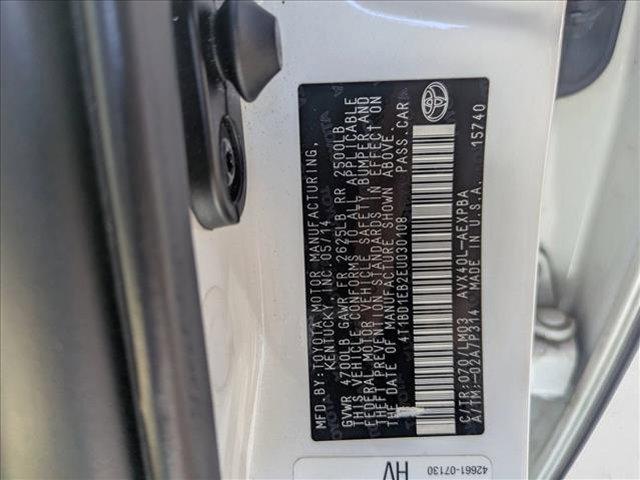 MFD. BY: TOYOTA MOTOR MANUFACTURING,
KENTUCKY INC. 05/14
GVWR 4700LB GAWR FR 2625LB RR 2500LB
THIS VEHICLE CONFORMS TO ALL APPLICABLE
FEDERAL MOTOR VEHICLE SAFETY, BUMPER AND
THEFT PREVENTION STANDARDS IN EFFECT ON
THE DATE OF MANUFACTURE SHOWN ABOVE.
4T1BD1EB2EU030108 PASS. CAR
C/TR: 070/LM03 AVX40L-AEXPBA
A/TM: -02A/P314 MADE IN U.S.A. 15740
42661-07130
HV